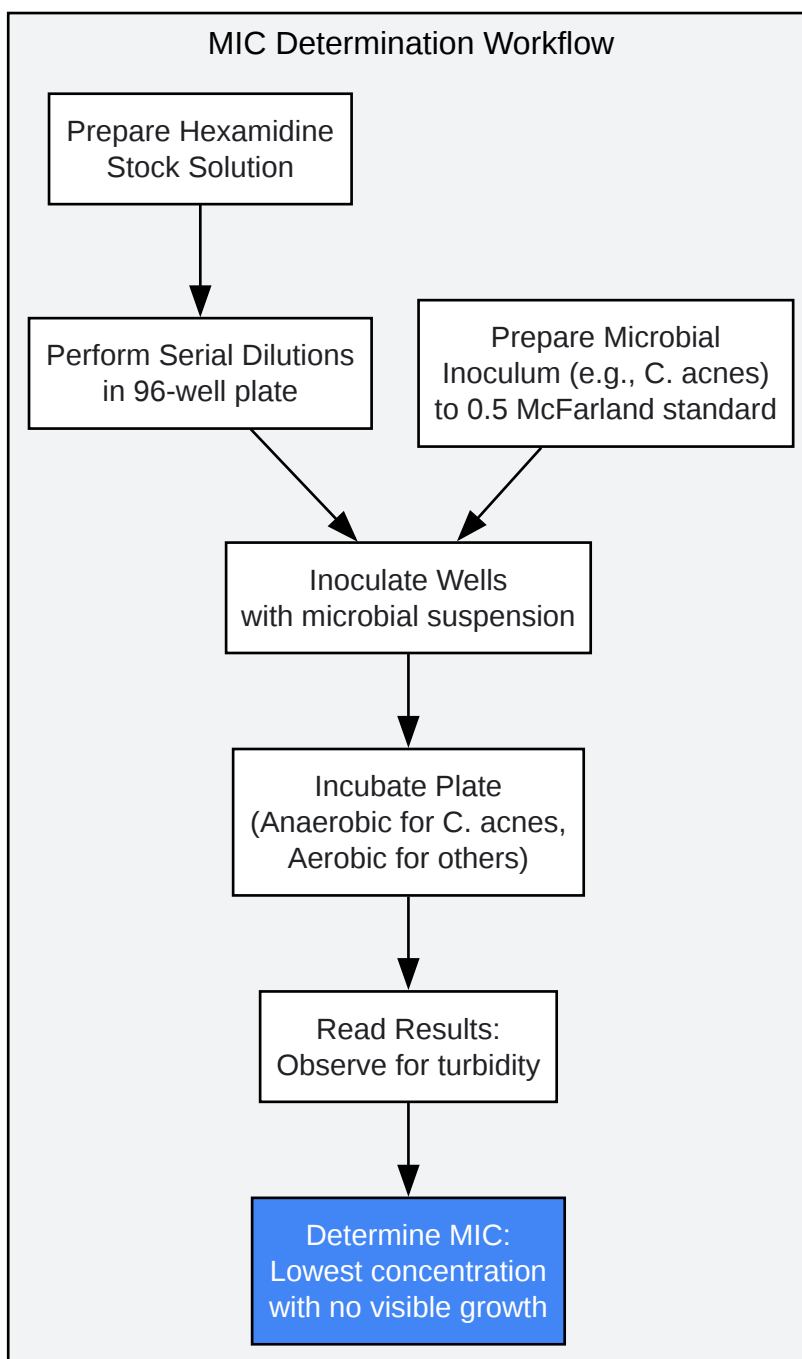 MIC Determination Workflow
Prepare Hexamidine
Stock Solution
Perform Serial Dilutions
in 96-well plate
Prepare Microbial
Inoculum (e.g., C. acnes)
to 0.5 McFarland standard
Inoculate Wells
with microbial suspension
Incubate Plate
(Anaerobic for C. acnes,
Aerobic for others)
Read Results:
Observe for turbidity
Determine MIC:
Lowest concentration
with no visible growth